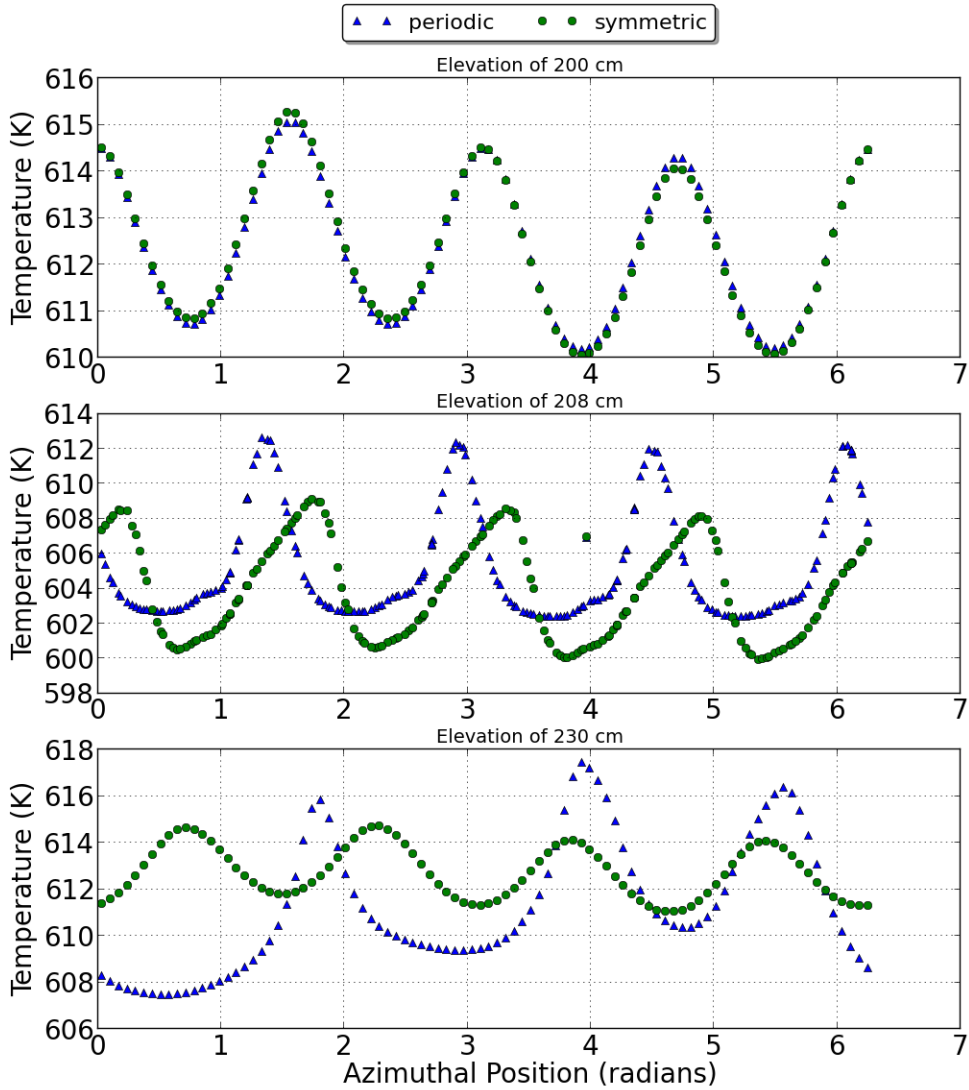 periodic symmetric
Elevation of 200 cm
Temperature (K)
616
615
614
613
612
611
610
0 1 2 3 4 5 6 7
Elevation of 208 cm
Temperature (K)
614
612
610
608
606
604
602
600
598
0 1 2 3 4 5 6 7
Elevation of 230 cm
Temperature (K)
618
616
614
612
610
608
606
0 1 2 3 4 5 6 7
Azimuthal Position (radians)